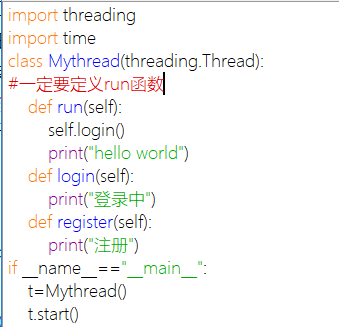 import threading
import time
class Mythread(threading.Thread):
#一定要定义run函数
    def run(self):
        self.login()
        print("hello world")
    def login(self):
        print("登录中")
    def register(self):
        print("注册")
if __name__=="__main__":
    t=Mythread()
    t.start()